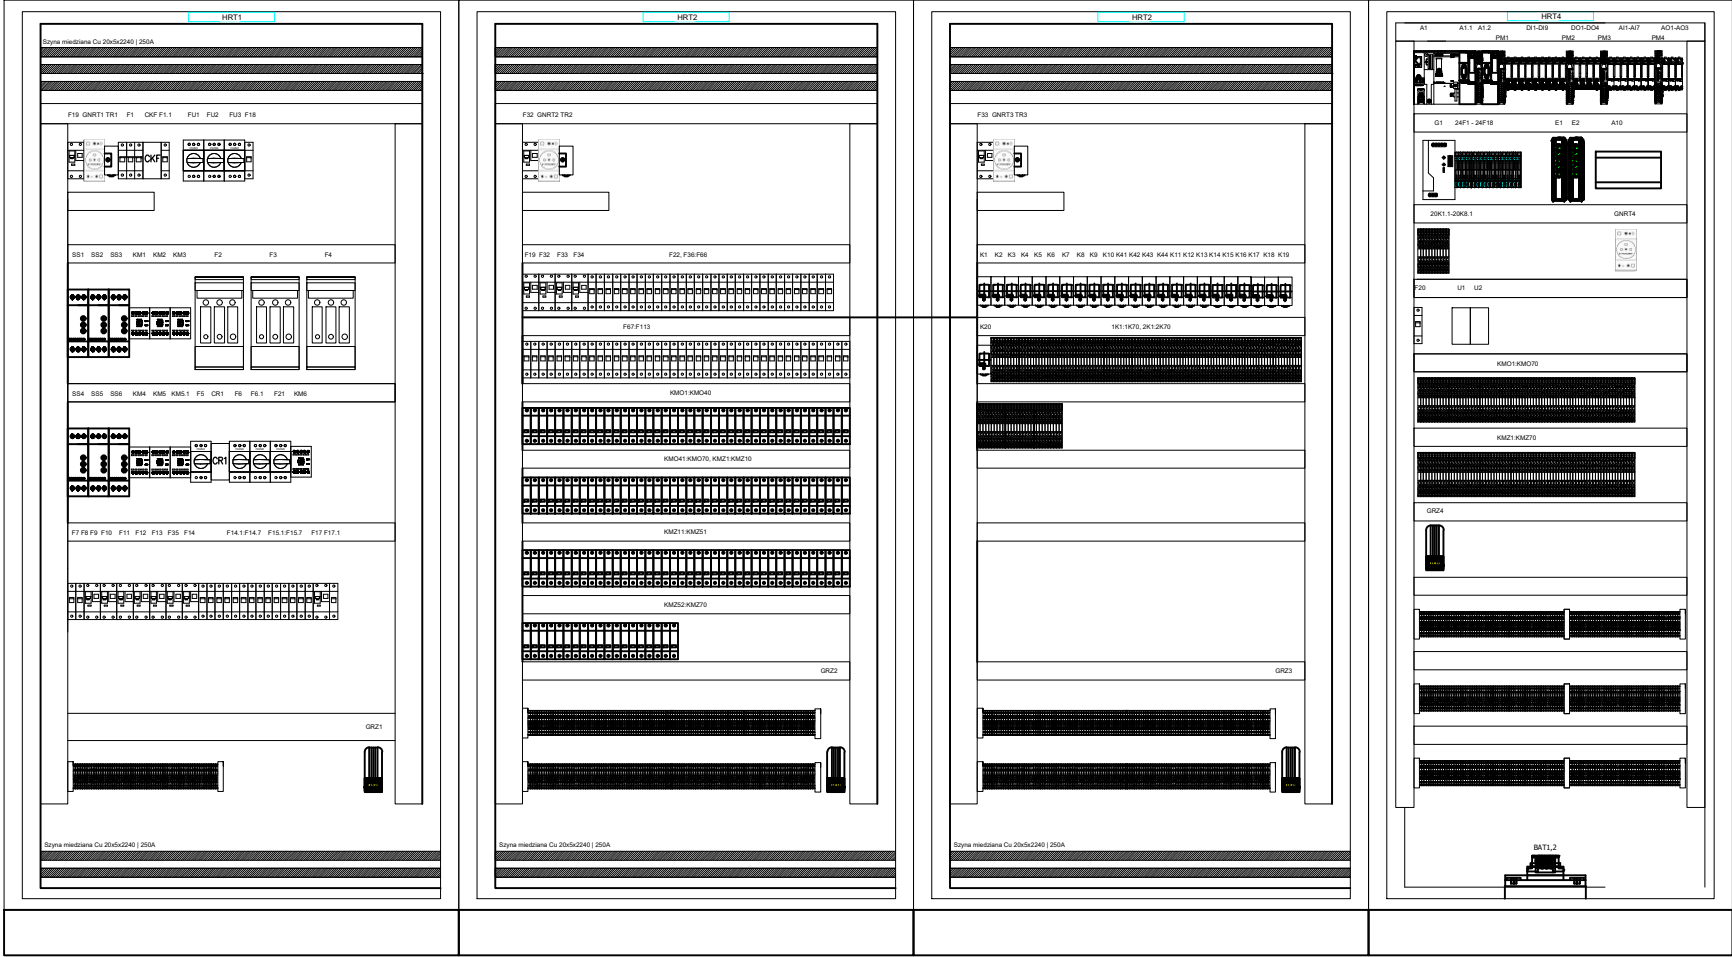 HRT1
Szyna miedziana Cu 20x5x2240 | 250A
F19 GNRT1 TR1 F1 CKF F1.1 FU1 FU2 FU3 F18
CKF
SS1 SS2 SS3 KM1 KM2 KM3 F2 F3 F4
SS4 SS5 SS6 KM4 KM5 KM5.1 F5 CR1 F6 F6.1 F21 KM6
CR1
F7 F8 F9 F10 F11 F12 F13 F35 F14 F14.1:F14.7 F15.1:F15.7 F17 F17.1
GRZ1
Szyna miedziana Cu 20x5x2240 | 250A
HRT2
F32 GNRT2 TR2
F19 F32 F33 F34 F22, F36:F66
F67:F113
KMO1:KMO40
KMO41:KMO70, KMZ1:KMZ10
KMZ11:KMZ51
KMZ52:KMZ70
GRZ2
Szyna miedziana Cu 20x5x2240 | 250A
HRT2
F33 GNRT3 TR3
K1 K2 K3 K4 K5 K6 K7 K8 K9 K10 K41 K42 K43 K44 K11 K12 K13 K14 K15 K16 K17 K18 K19
K20 1K1:1K70, 2K1:2K70
GRZ3
Szyna miedziana Cu 20x5x2240 | 250A
HRT4
A1 A1.1 A1.2 DI1-DI9 DO1-DO4 AI1-AI7 AO1-AO3
PM1 PM2 PM3 PM4
G1 24F1 - 24F18 E1 E2 A10
20K1.1-20K8.1 GNRT4
F20 U1 U2
KMO1:KMO70
KMZ1:KMZ70
GRZ4
BAT1,2